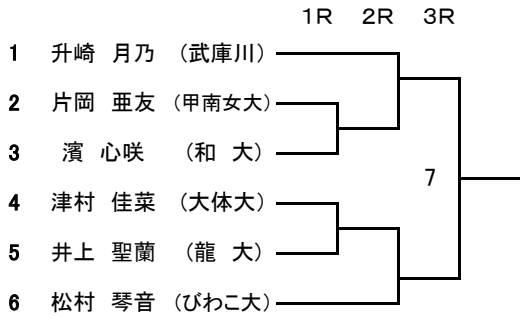 １Ｒ　２Ｒ　３Ｒ
1　升崎　月乃　（武庫川）
2　片岡　亜友　（甲南女大）
3　濱　心咲　（和　大）
7
4　津村　佳菜　（大体大）
5　井上　聖蘭　（龍　大）
6　松村　琴音　（びわこ大）